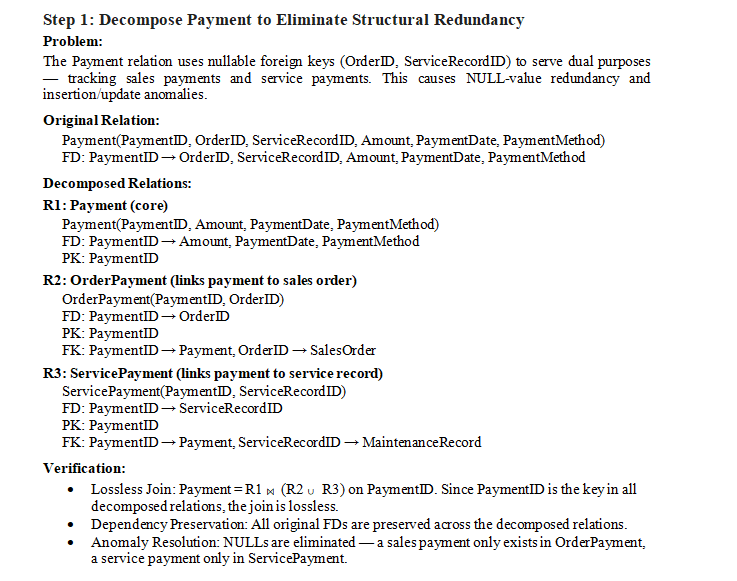 Step 1: Decompose Payment to Eliminate Structural Redundancy
Problem:
The Payment relation uses nullable foreign keys (OrderID, ServiceRecordID) to serve dual purposes
— tracking sales payments and service payments. This causes NULL-value redundancy and
insertion/update anomalies.
Original Relation:
Payment(PaymentID, OrderID, ServiceRecordID, Amount, PaymentDate, PaymentMethod)
FD: PaymentID → OrderID, ServiceRecordID, Amount, PaymentDate, PaymentMethod
Decomposed Relations:
R1: Payment (core)
Payment(PaymentID, Amount, PaymentDate, PaymentMethod)
FD: PaymentID → Amount, PaymentDate, PaymentMethod
PK: PaymentID
R2: OrderPayment (links payment to sales order)
OrderPayment(PaymentID, OrderID)
FD: PaymentID → OrderID
PK: PaymentID
FK: PaymentID → Payment, OrderID → SalesOrder
R3: ServicePayment (links payment to service record)
ServicePayment(PaymentID, ServiceRecordID)
FD: PaymentID → ServiceRecordID
PK: PaymentID
FK: PaymentID → Payment, ServiceRecordID → MaintenanceRecord
Verification:
• Lossless Join: Payment = R1 ⋈ (R2 ∪ R3) on PaymentID. Since PaymentID is the key in all
decomposed relations, the join is lossless.
• Dependency Preservation: All original FDs are preserved across the decomposed relations.
• Anomaly Resolution: NULLs are eliminated — a sales payment only exists in OrderPayment,
a service payment only in ServicePayment.